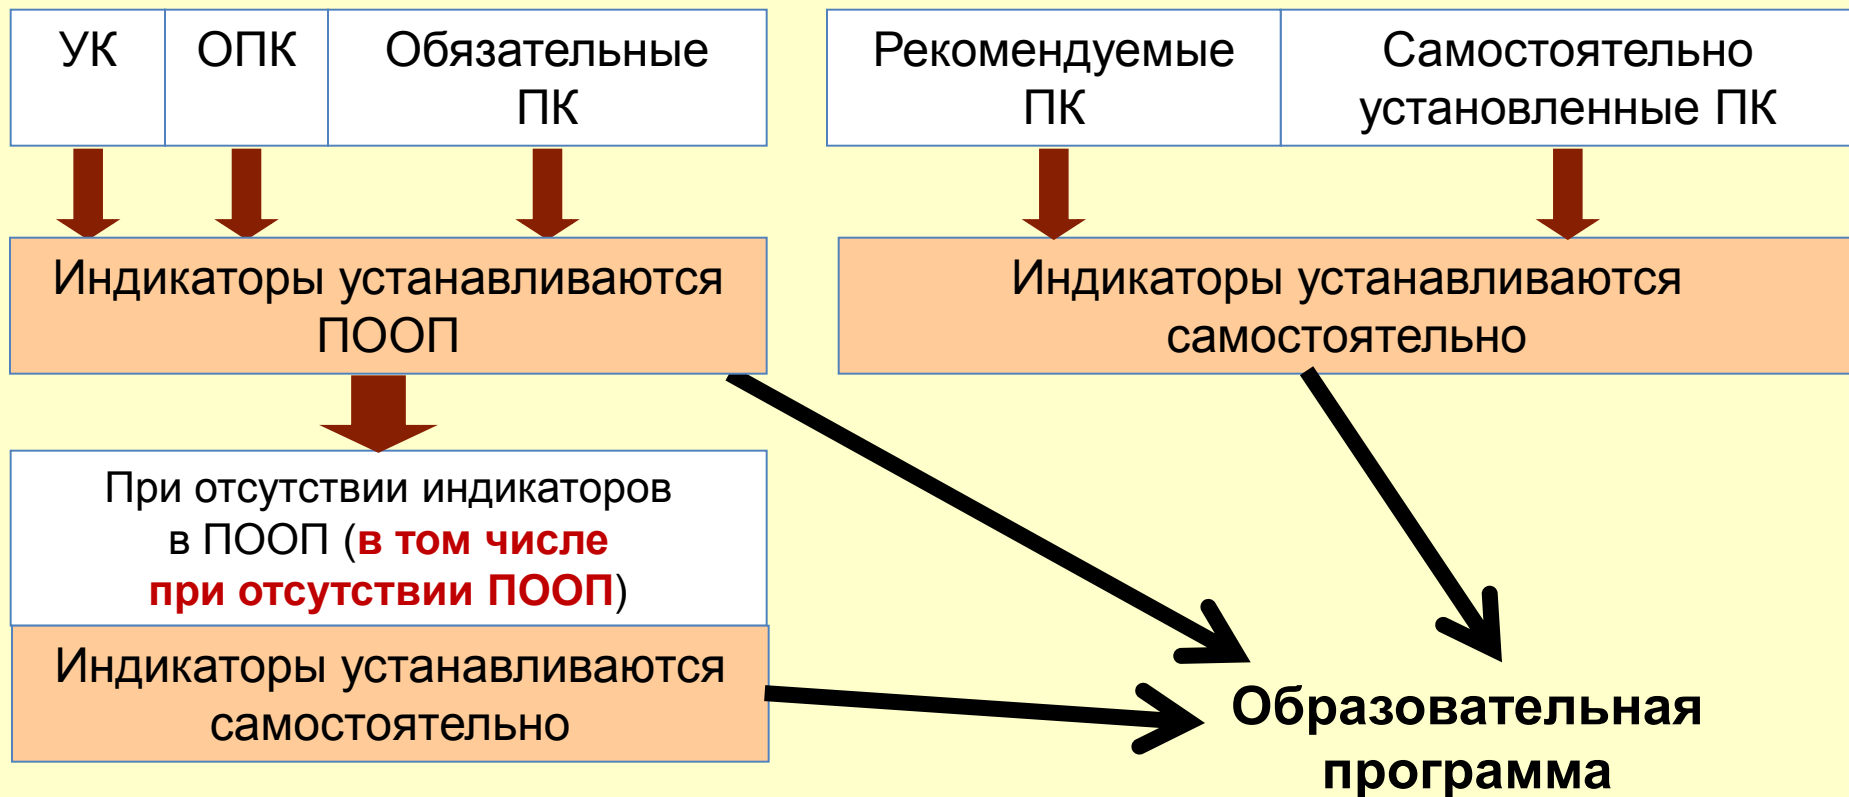 УК
ОПК
Обязательные
ПК
Рекомендуемые
ПК
Самостоятельно
установленные ПК
Индикаторы устанавливаются
ПООП
Индикаторы устанавливаются
самостоятельно
При отсутствии индикаторов
в ПООП (в том числе
при отсутствии ПООП)
Индикаторы устанавливаются
самостоятельно
Образовательная
программа